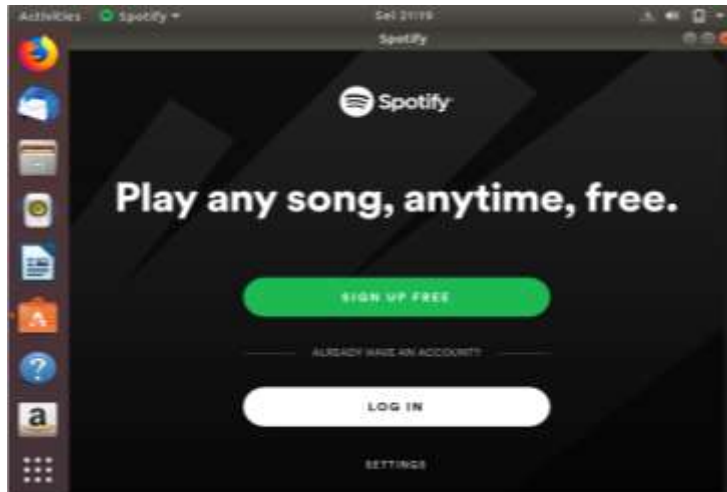 Activities Spotify Sel 21:19
Spotify
Spotify
Play any song, anytime, free.
SIGN UP FREE
ALREADY HAVE AN ACCOUNT?
LOG IN
SETTINGS
a